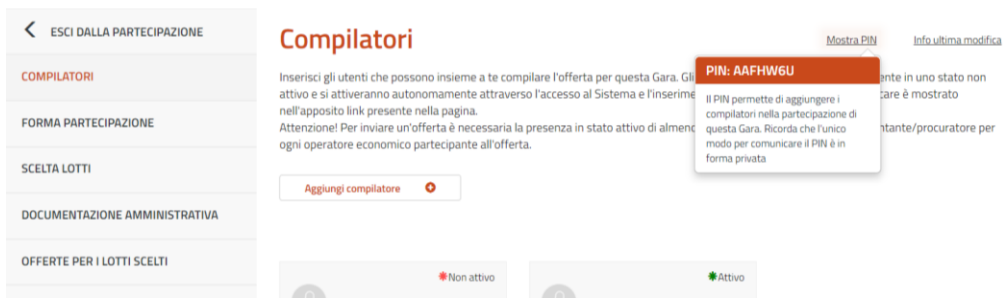 ESCI DALLA PARTECIPAZIONE
COMPILATORI
FORMA PARTECIPAZIONE
SCELTA LOTTI
DOCUMENTAZIONE AMMINISTRATIVA
OFFERTE PER I LOTTI SCELTI
Compilatori
Mostra PIN
Info ultima modifica
Inserisci gli utenti che possono insieme a te compilare l'offerta per questa Gara. Gli ente in uno stato non
attivo e si attiveranno autonomamente attraverso l'accesso al Sistema e l'inserime care è mostrato
nell'apposito link presente nella pagina.
Attenzione! Per inviare un'offerta è necessaria la presenza in stato attivo di almeno ntante/procuratore per
ogni operatore economico partecipante all'offerta.
PIN: AAFHW6U
Il PIN permette di aggiungere i
compilatori nella partecipazione di
questa Gara. Ricorda che l'unico
modo per comunicare il PIN è in
forma privata
Aggiungi compilatore
Non attivo
Attivo